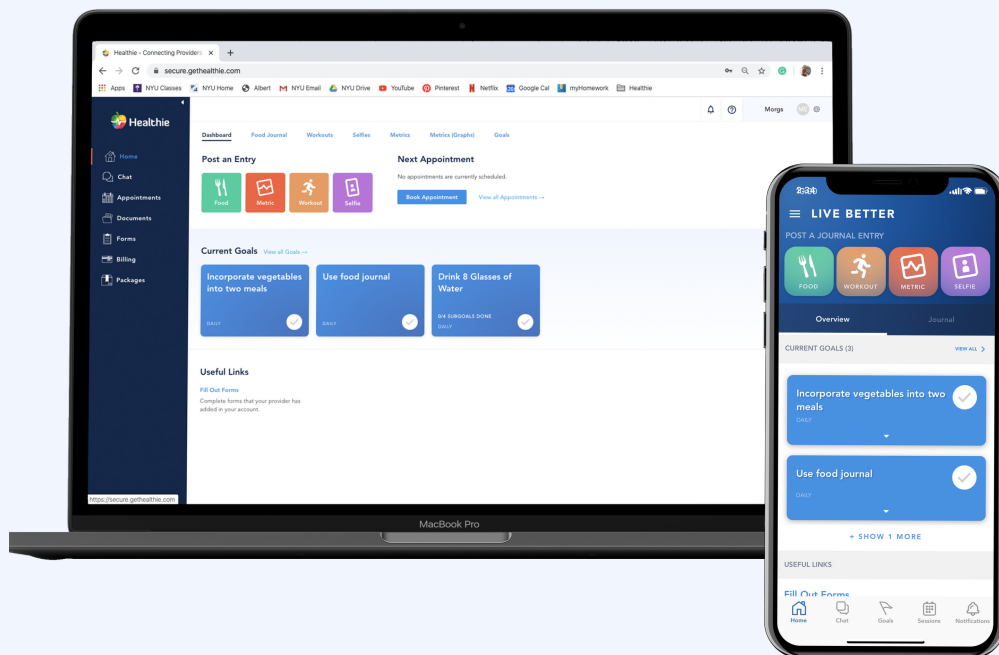 Healthie - Connecting Providers
secure.gethealthie.com
Apps NYU Classes NYU Home Albert NYU Email NYU Drive YouTube Pinterest Netflix Google Cal myHomework Healthie
Healthie
Morgs
Home
Chat
Appointments
Documents
Forms
Billing
Packages
Dashboard Food Journal Workouts Selfies Metrics Metrics (Graphs) Goals
Post an Entry
Food Metric Workout Selfie
Next Appointment
No appointments are currently scheduled.
Book Appointment View all Appointments →
Current Goals View all Goals →
Incorporate vegetables
into two meals
DAILY
Use food journal
DAILY
Drink 8 Glasses of
Water
0/4 SUBGOALS DONE
DAILY
Useful Links
Fill Out Forms
Complete forms that your provider has
added in your account.
https://secure.gethealthie.com
MacBook Pro
LIVE BETTER
POST A JOURNAL ENTRY
FOOD WORKOUT METRIC SELFIE
Overview Journal
CURRENT GOALS (3) VIEW ALL
Incorporate vegetables into two
meals
DAILY
Use food journal
DAILY
+ SHOW 1 MORE
USEFUL LINKS
Fill Out Forms
Home Chat Goals Sessions Notifications